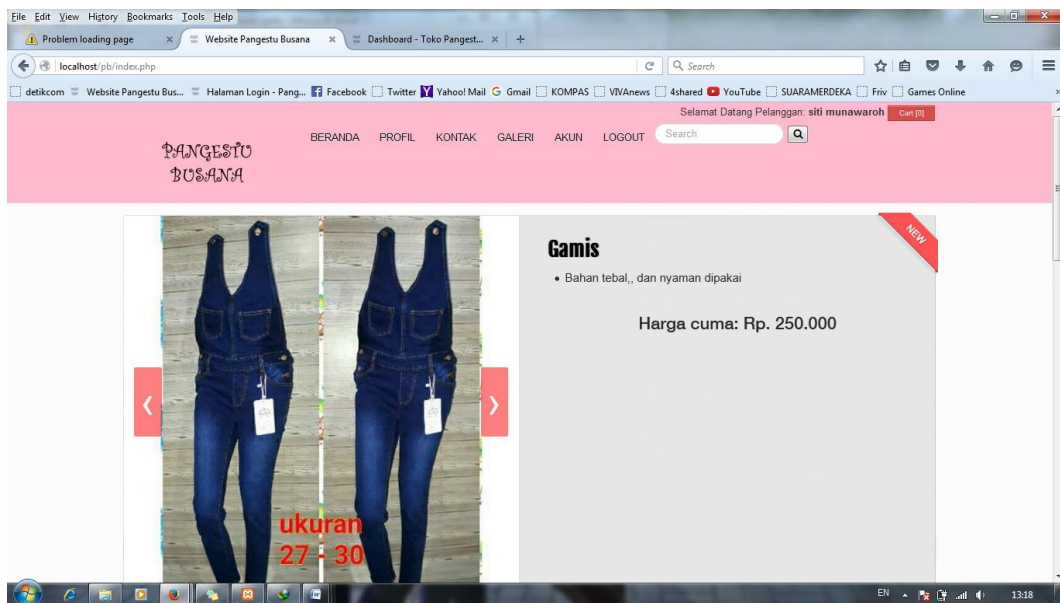 File Edit View History Bookmarks Tools Help
Problem loading page × Website Pangestu Busana × Dashboard - Toko Pangest... × +
localhost/pb/index.php Search
detikcom Website Pangestu Bus... Halaman Login - Pang... Facebook Twitter Yahoo! Mail Gmail KOMPAS VIVAnews 4shared YouTube SUARAMERDEKA Friv Games Online
Selamat Datang Pelanggan: siti munawaroh Cart [0]
BERANDA PROFIL KONTAK GALERI AKUN LOGOUT Search
PANGESTU
BUSANA
NEW
Gamis
• Bahan tebal,, dan nyaman dipakai
Harga cuma: Rp. 250.000
ukuran
27 - 30
EN 13:18